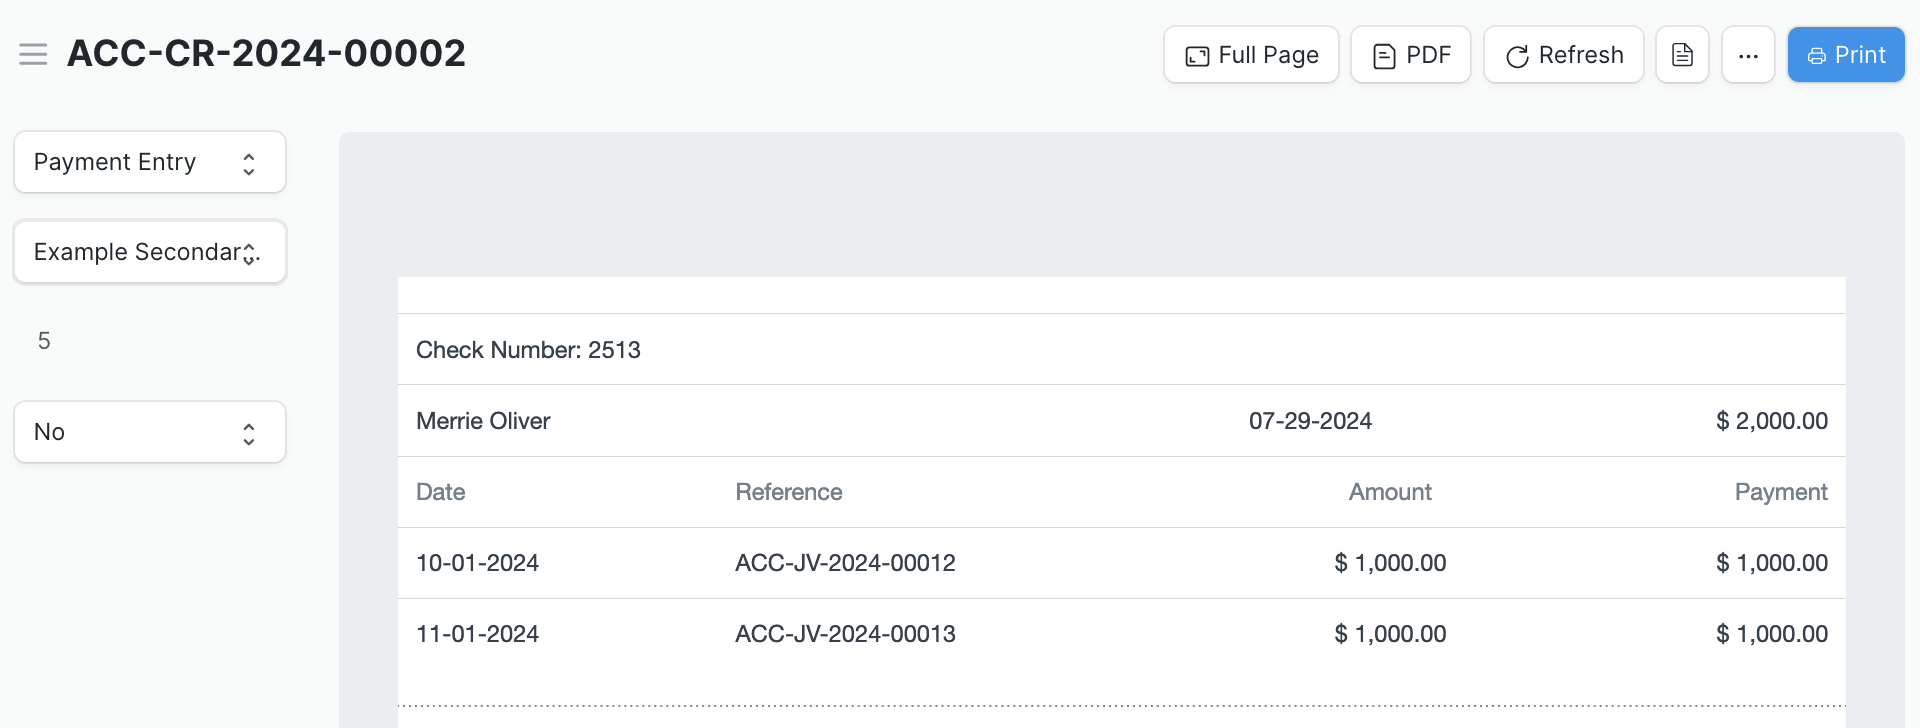 ACC-CR-2024-00002
Full Page
PDF
Refresh
...
Print
Payment Entry
Example Secondar...
5
No
Check Number: 2513
Merrie Oliver 07-29-2024 $ 2,000.00
Date Reference Amount Payment
10-01-2024 ACC-JV-2024-00012 $ 1,000.00 $ 1,000.00
11-01-2024 ACC-JV-2024-00013 $ 1,000.00 $ 1,000.00